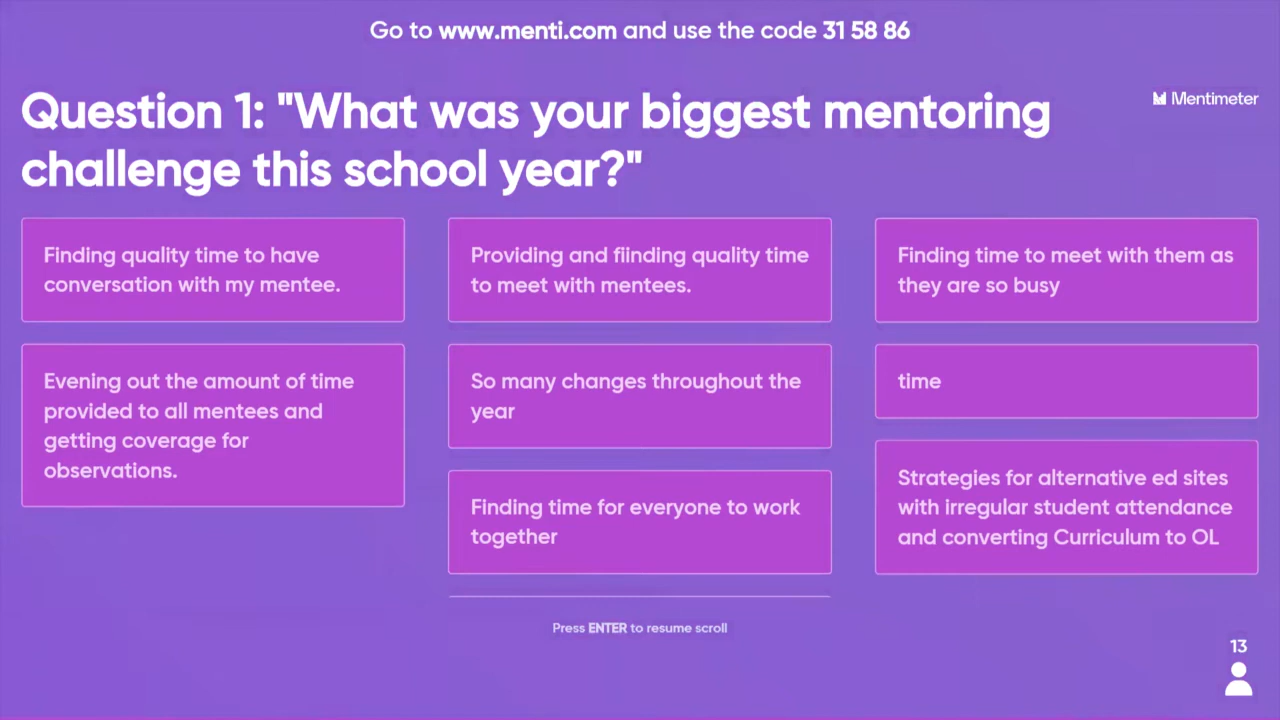 Go to www.menti.com and use the code 31 58 86
Mentimeter
Question 1: "What was your biggest mentoring
challenge this school year?"
Finding quality time to have
conversation with my mentee.
Evening out the amount of time
provided to all mentees and
getting coverage for
observations.
Providing and fiinding quality time
to meet with mentees.
So many changes throughout the
year
Finding time for everyone to work
together
Finding time to meet with them as
they are so busy
time
Strategies for alternative ed sites
with irregular student attendance
and converting Curriculum to OL
Press ENTER to resume scroll
13